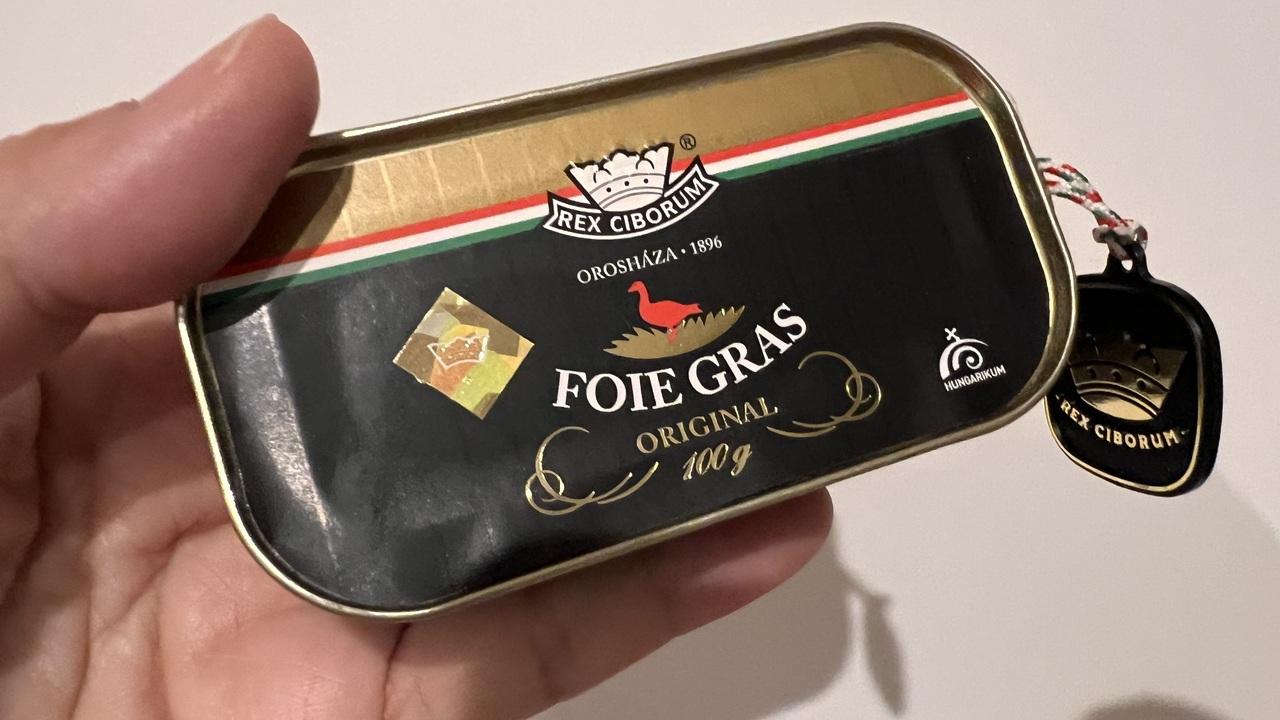 ®
REX CIBORUM
OROSHÁZA • 1896
FOIE GRAS
ORIGINAL
100 g
HUNGARIKUM
REX CIBORUM